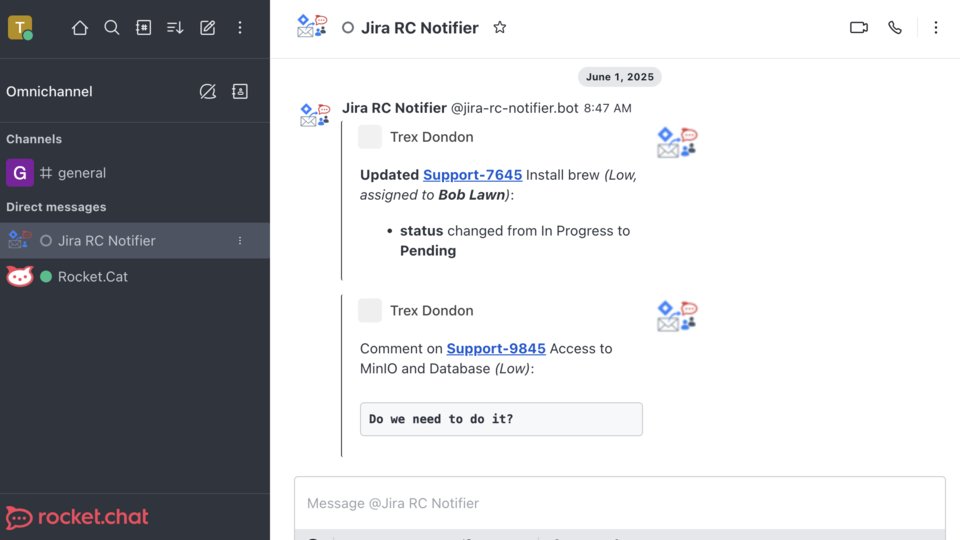 T
Jira RC Notifier
June 1, 2025
Omnichannel
Jira RC Notifier @jira-rc-notifier.bot 8:47 AM
Channels
Trex Dondon
G general
Updated Support-7645 Install brew (Low,
assigned to Bob Lawn):
Direct messages
• status changed from In Progress to
Pending
Jira RC Notifier
Rocket.Cat
Trex Dondon
Comment on Support-9845 Access to
MinIO and Database (Low):
Do we need to do it?
Message @Jira RC Notifier
rocket.chat